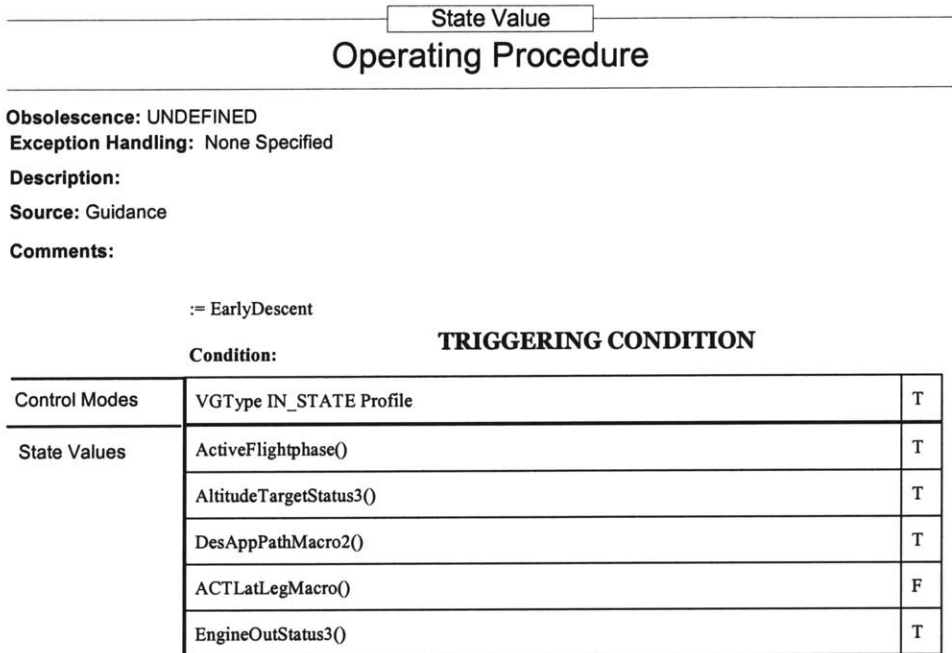 State Value
Operating Procedure
Obsolescence: UNDEFINED
Exception Handling: None Specified
Description:
Source: Guidance
Comments:
:= EarlyDescent
Condition: TRIGGERING CONDITION
Control Modes VGType IN_STATE Profile T
State Values ActiveFlightphase() T
AltitudeTargetStatus3() T
DesAppPathMacro2() T
ACTLatLegMacro() F
EngineOutStatus3() T